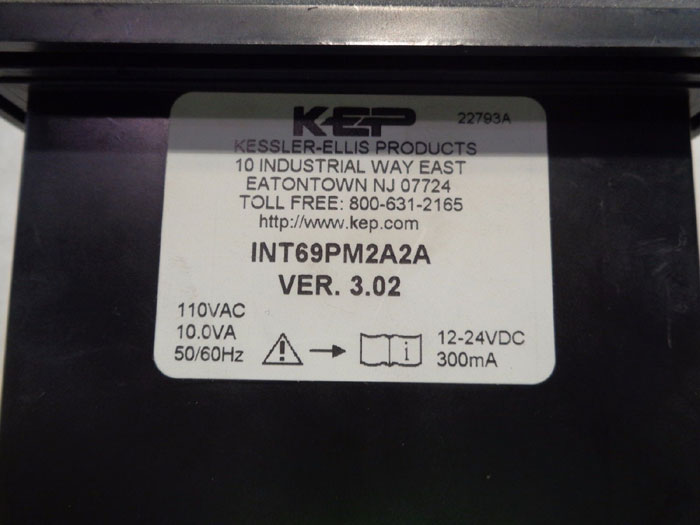 KEP 22793A
KESSLER-ELLIS PRODUCTS
10 INDUSTRIAL WAY EAST
EATONTOWN NJ 07724
TOLL FREE: 800-631-2165
http://www.kep.com
INT69PM2A2A
VER. 3.02
110VAC
10.0VA
50/60Hz
i
12-24VDC
300mA